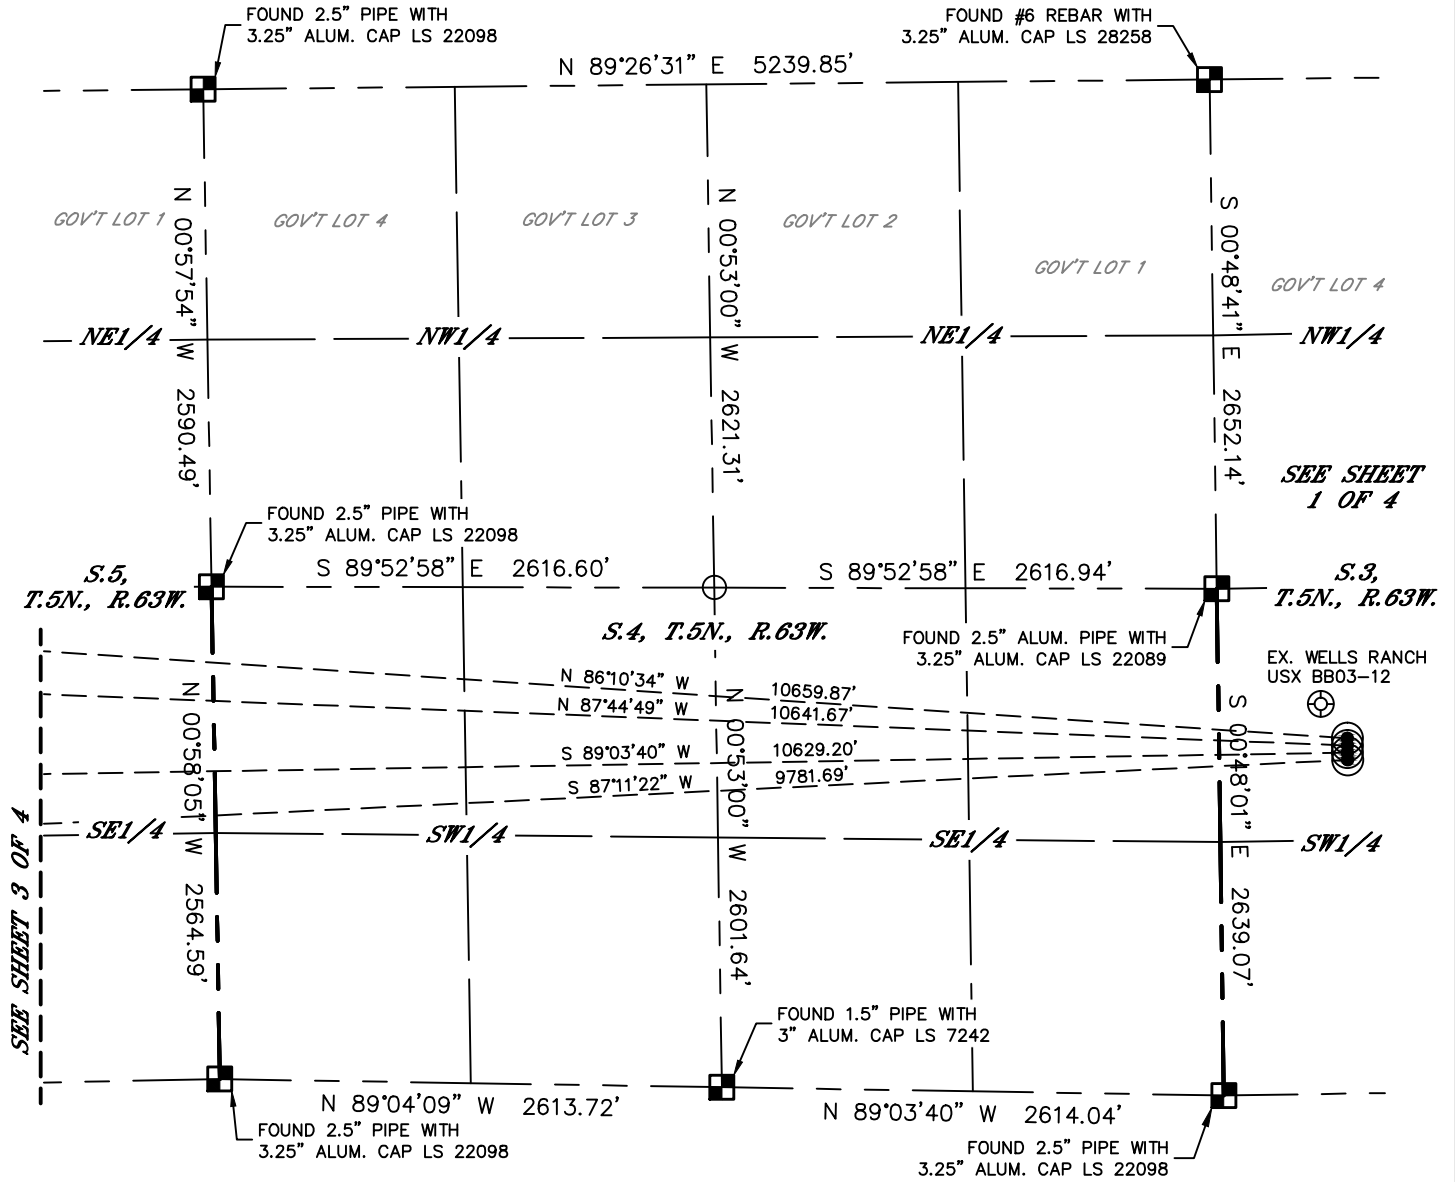 FOUND 2.5" PIPE WITH
3.25" ALUM. CAP LS 22098
FOUND #6 REBAR WITH
3.25" ALUM. CAP LS 28258
N 89°26'31" E 5239.85'
GOV'T LOT 1
GOV'T LOT 4
GOV'T LOT 3
GOV'T LOT 2
GOV'T LOT 1
GOV'T LOT 4
N 00°57'54" W 2590.49'
N 00°53'00" W 2621.31'
S 00°48'41" E 2652.14'
NE1/4
NW1/4
NE1/4
NW1/4
SEE SHEET
1 OF 4
FOUND 2.5" PIPE WITH
3.25" ALUM. CAP LS 22098
S 89°52'58" E 2616.60'
S 89°52'58" E 2616.94'
S.5,
T.5N., R.63W.
S.3,
T.5N., R.63W.
S.4, T.5N., R.63W.
FOUND 2.5" ALUM. PIPE WITH
3.25" ALUM. CAP LS 22089
EX. WELLS RANCH
USX BB03-12
N 86°10'34" W 10659.87'
N 87°44'49" W 10641.67'
S 89°03'40" W 10629.20'
S 87°11'22" W 9781.69'
N 00°58'05" W 2564.59'
N 00°53'00" W 2601.64'
S 00°48'01" E 2639.07'
SE1/4
SW1/4
SE1/4
SW1/4
SEE SHEET 3 OF 4
FOUND 1.5" PIPE WITH
3" ALUM. CAP LS 7242
N 89°04'09" W 2613.72'
N 89°03'40" W 2614.04'
FOUND 2.5" PIPE WITH
3.25" ALUM. CAP LS 22098
FOUND 2.5" PIPE WITH
3.25" ALUM. CAP LS 22098